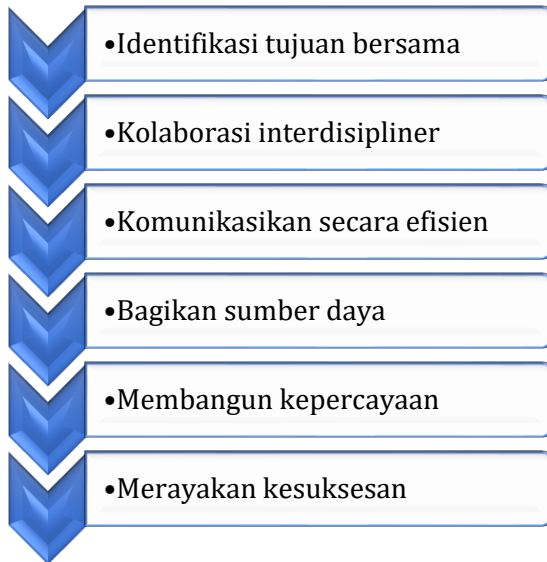 •Identifikasi tujuan bersama
•Kolaborasi interdisipliner
•Komunikasikan secara efisien
•Bagikan sumber daya
•Membangun kepercayaan
•Merayakan kesuksesan